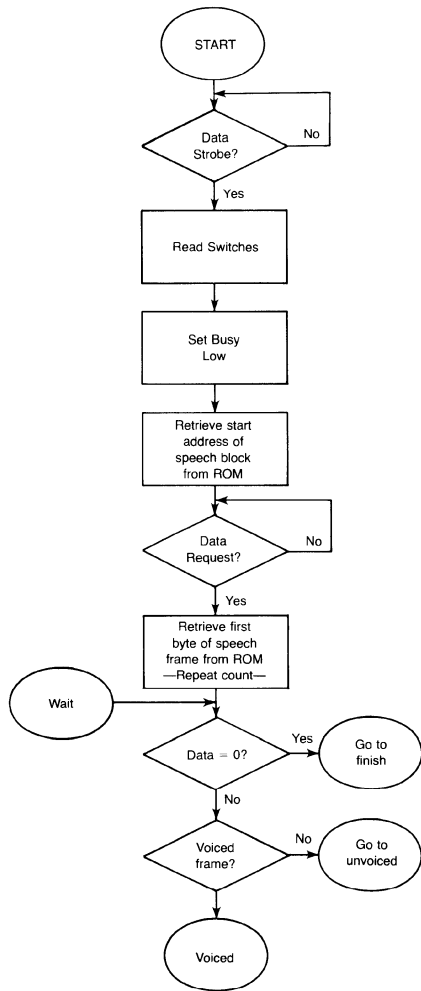 START
Data
Strobe?
No
Yes
Read Switches
Set Busy
Low
Retrieve start
address of
speech block
from ROM
Data
Request?
No
Yes
Retrieve first
byte of speech
frame from ROM
—Repeat count—
Wait
Data = 0?
Yes
Go to
finish
No
Voiced
frame?
No
Go to
unvoiced
Voiced